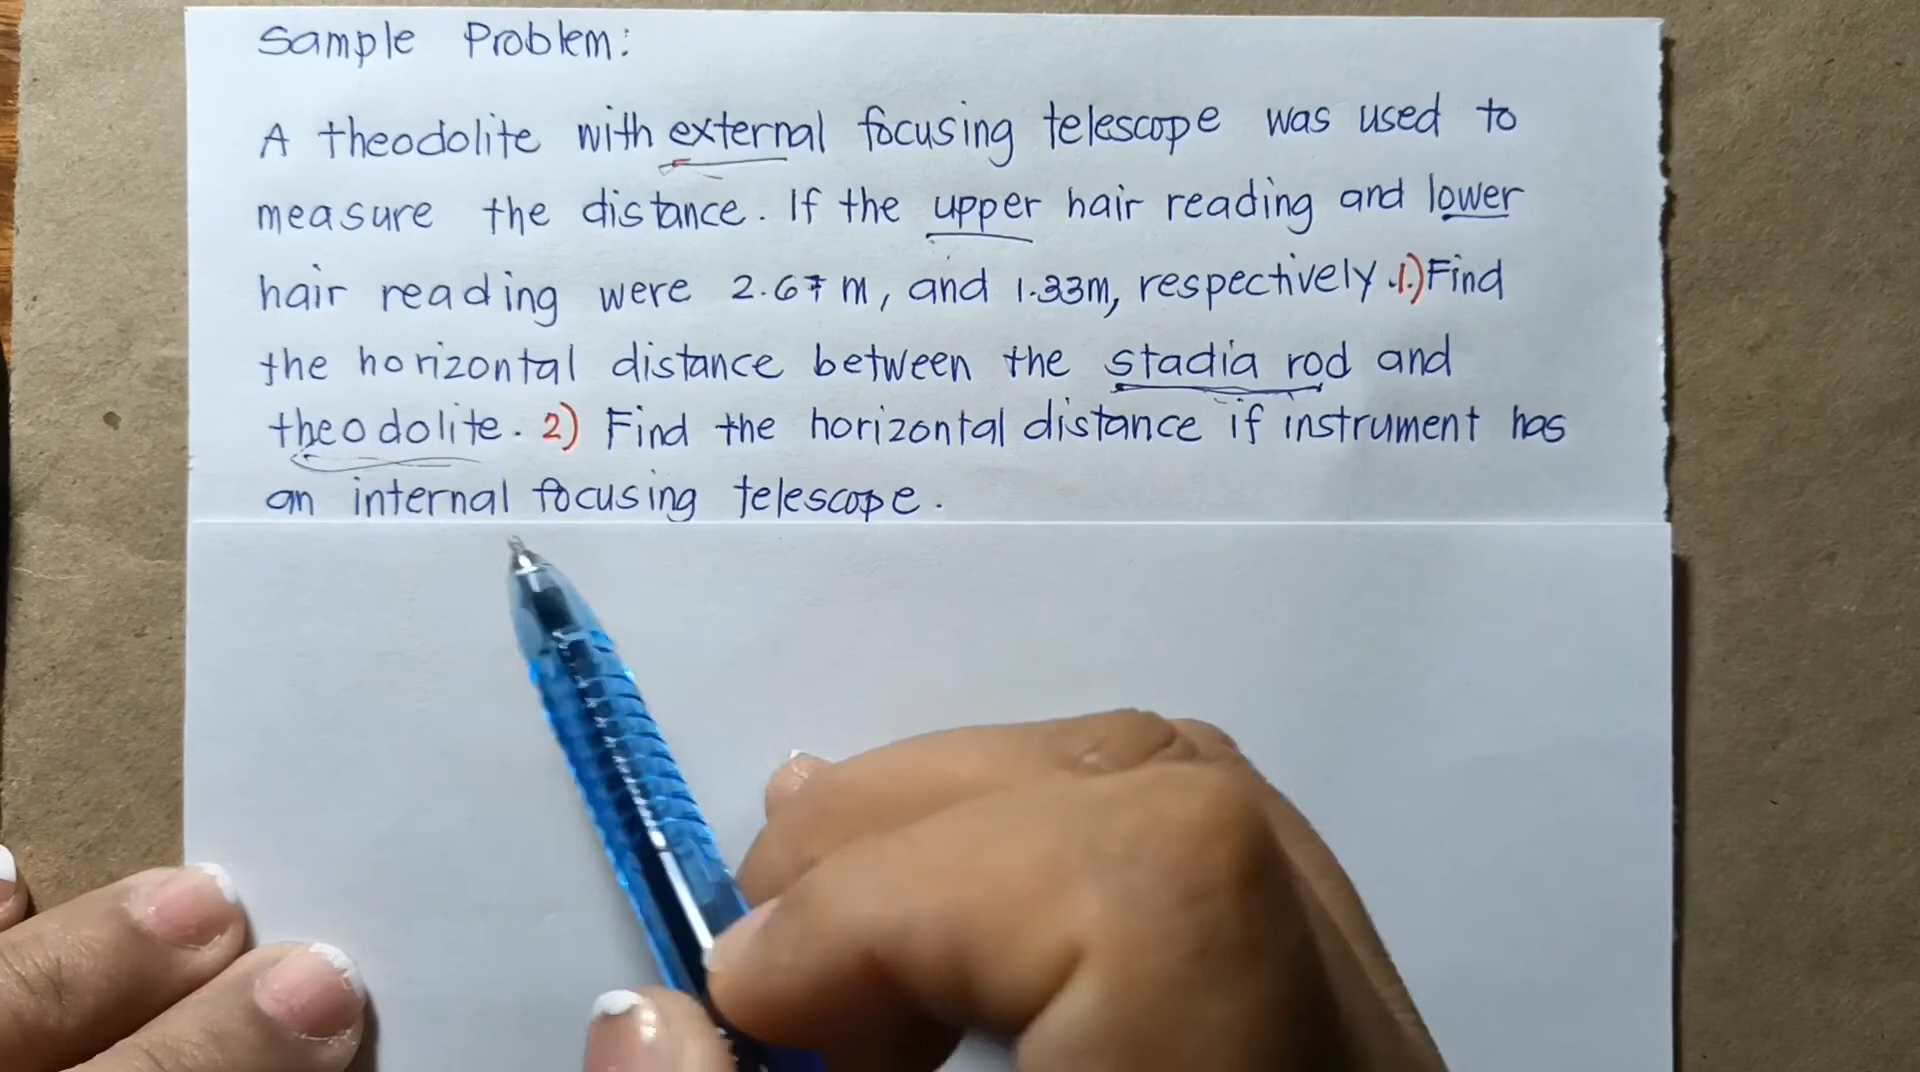 Sample Problem:
A theodolite with external focusing telescope was used to
measure the distance. If the upper hair reading and lower
hair reading were 2.67 m, and 1.33m, respectively. 1.) Find
the horizontal distance between the stadia rod and
theodolite. 2) Find the horizontal distance if instrument has
an internal focusing telescope.